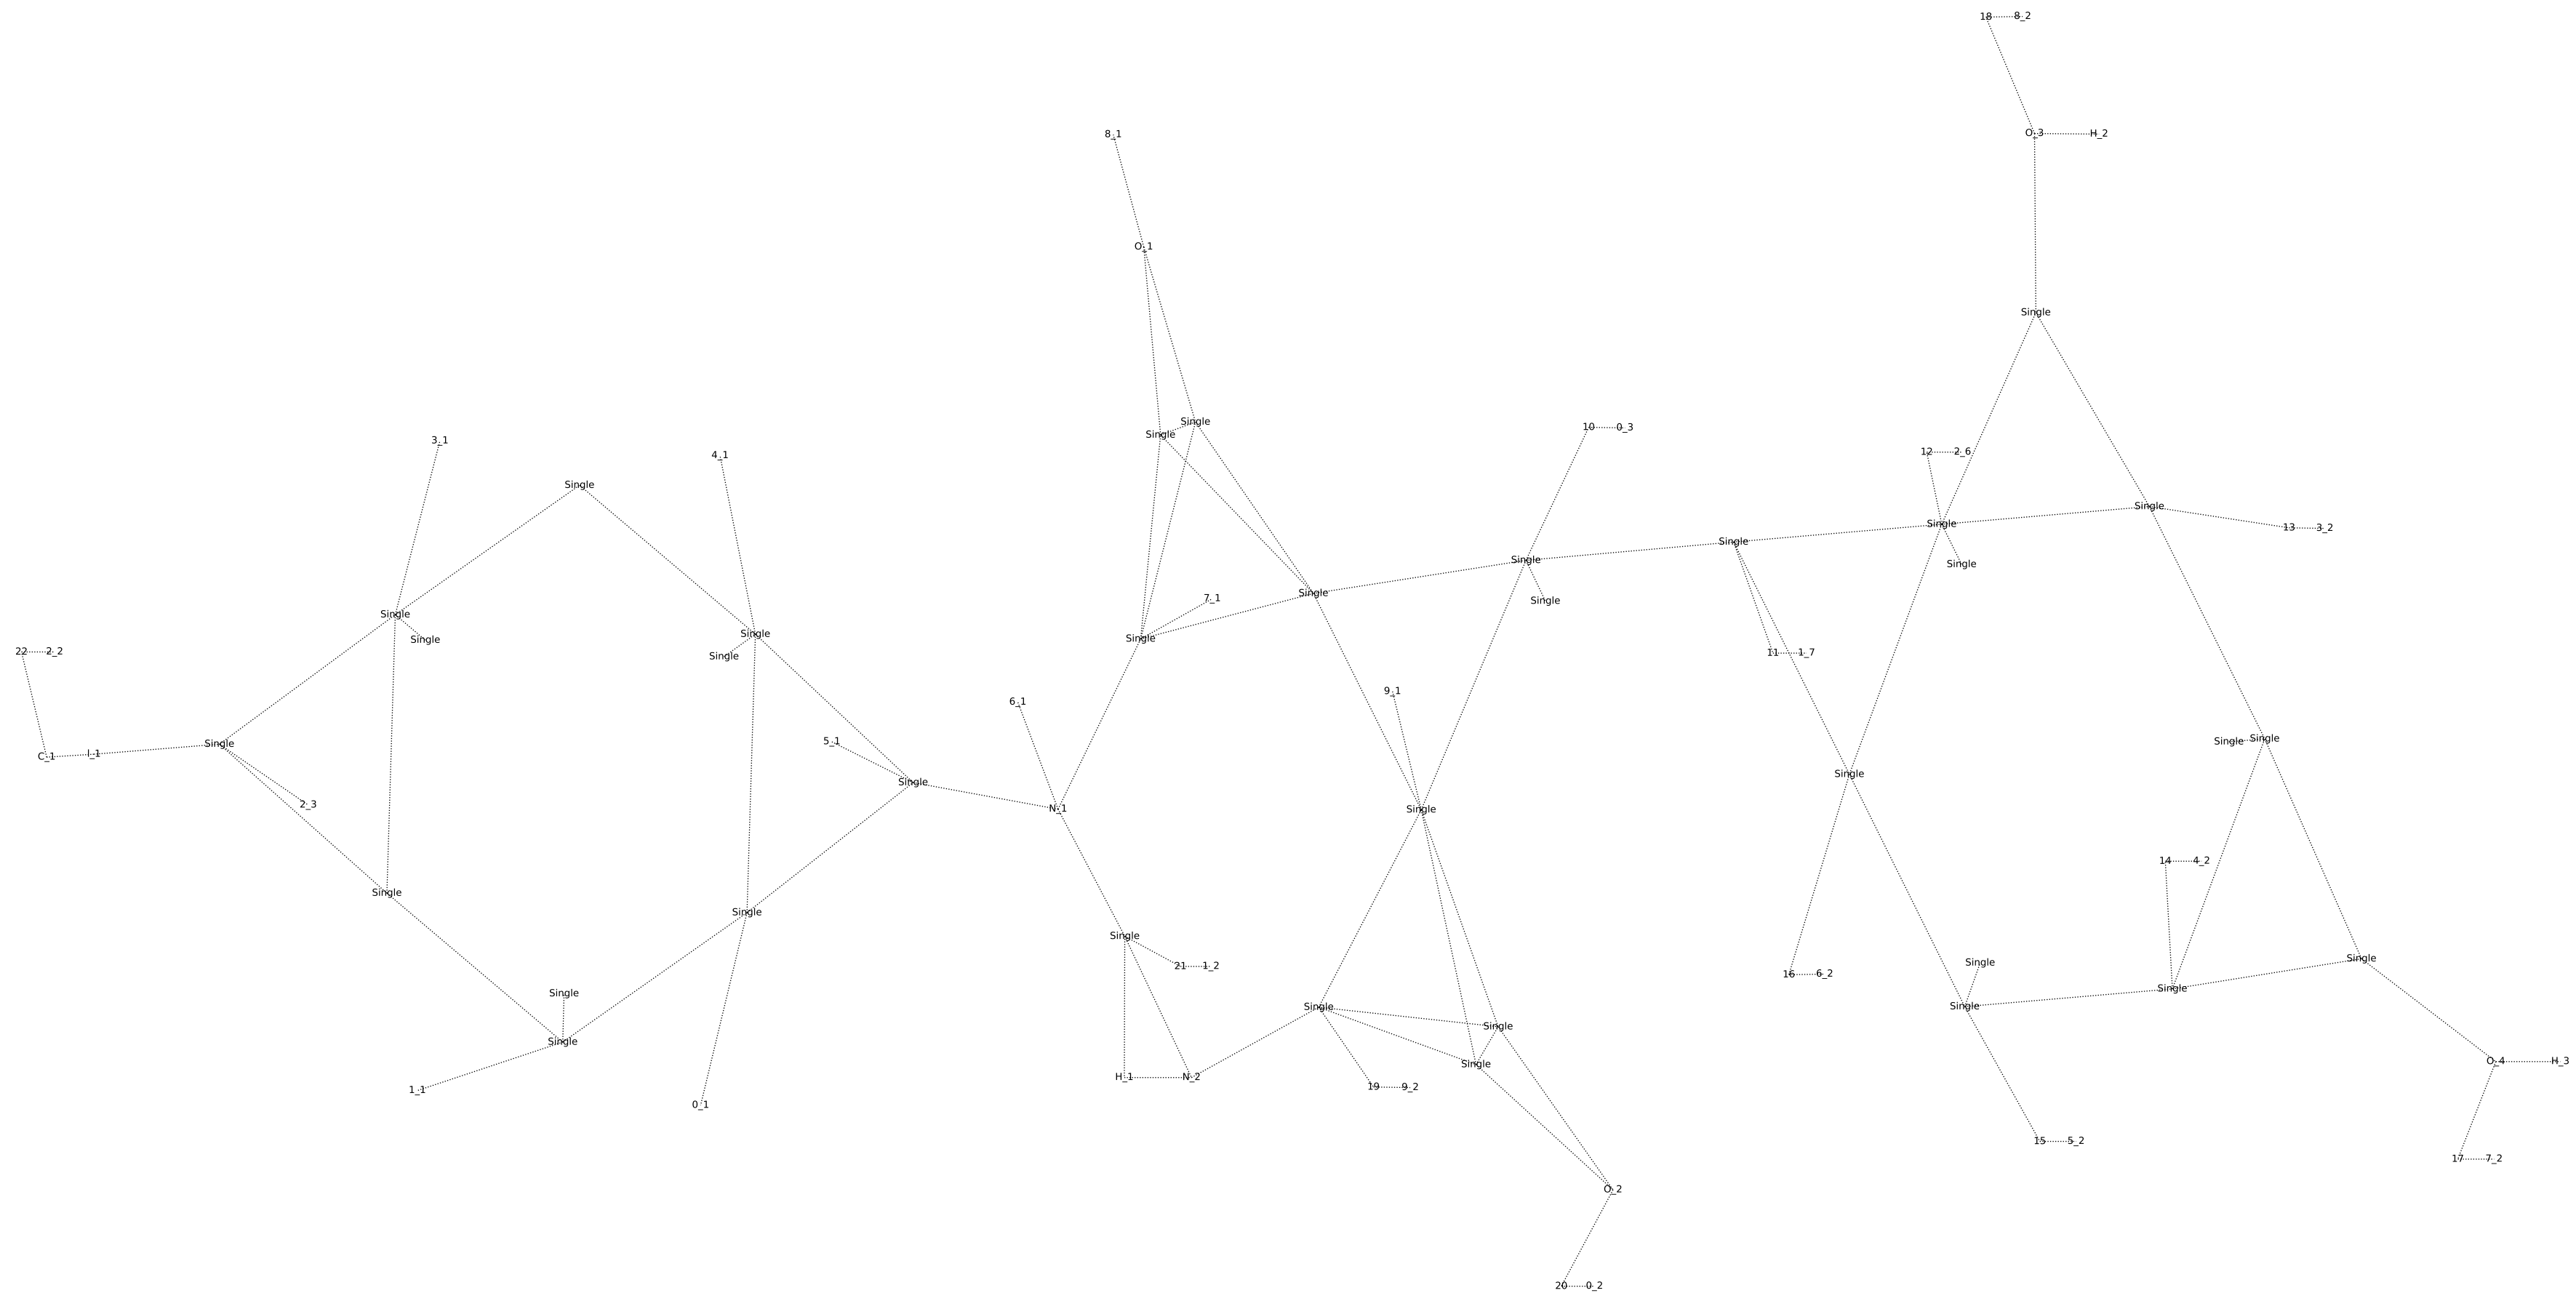 18 8_2
8_1 O_3 H_2
O_1
Single
Single
Single
10 0_3
3_1
12 2_6
4_1
Single
Single
Single 13 3_2
Single
Single
Single Single
Single 7_1
Single
Single
Single
Single Single
22 2_2 Single 11 1_7
9_1
6_1
Single 5_1 Single Single
C_1 I_1
Single
Single
2_3 N_1 Single
14 4_2
Single
Single
Single
Single
Single
21 1_2
16 6_2
Single
Single
Single
Single
Single
Single
O_4 H_3
Single
H_1 N_2
19 9_2
1_1
0_1
15 5_2
17 7_2
O_2
20 0_2